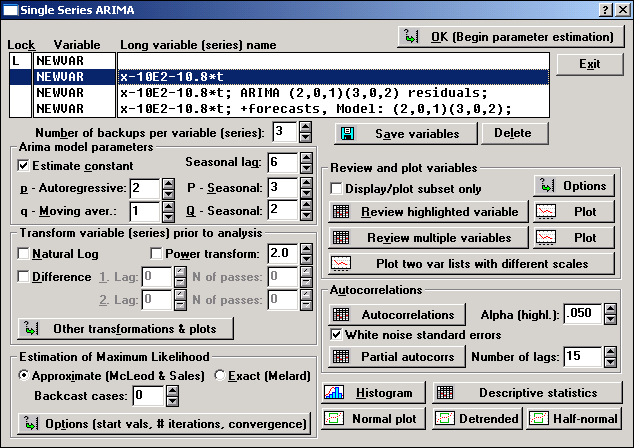 Single Series ARIMA
OK (Begin parameter estimation)
Lock Variable Long variable (series) name
Exit
L NEWVAR
NEWVAR x-10E2-10.8*t
NEWVAR x-10E2-10.8*t; ARIMA (2,0,1)(3,0,2) residuals;
NEWVAR x-10E2-10.8*t; +forecasts, Model: (2,0,1)(3,0,2);
Number of backups per variable (series): 3
Save variables
Delete
Arima model parameters
Estimate constant
Seasonal lag: 6
p - Autoregressive: 2
P - Seasonal: 3
q - Moving aver.: 1
Q - Seasonal: 2
Transform variable (series) prior to analysis
Natural Log
Power transform: 2.0
Difference
1. Lag: 0
N of passes: 0
2. Lag: 0
N of passes: 0
Other transformations & plots
Estimation of Maximum Likelihood
Approximate (McLeod & Sales)
Exact (Melard)
Backcast cases: 0
Options (start vals, # iterations, convergence)
Review and plot variables
Display/plot subset only
Options
Review highlighted variable
Plot
Review multiple variables
Plot
Plot two var lists with different scales
Autocorrelations
Autocorrelations
Alpha (highl.): .050
White noise standard errors
Partial autocorrs
Number of lags: 15
Histogram
Descriptive statistics
Normal plot
Detrended
Half-normal